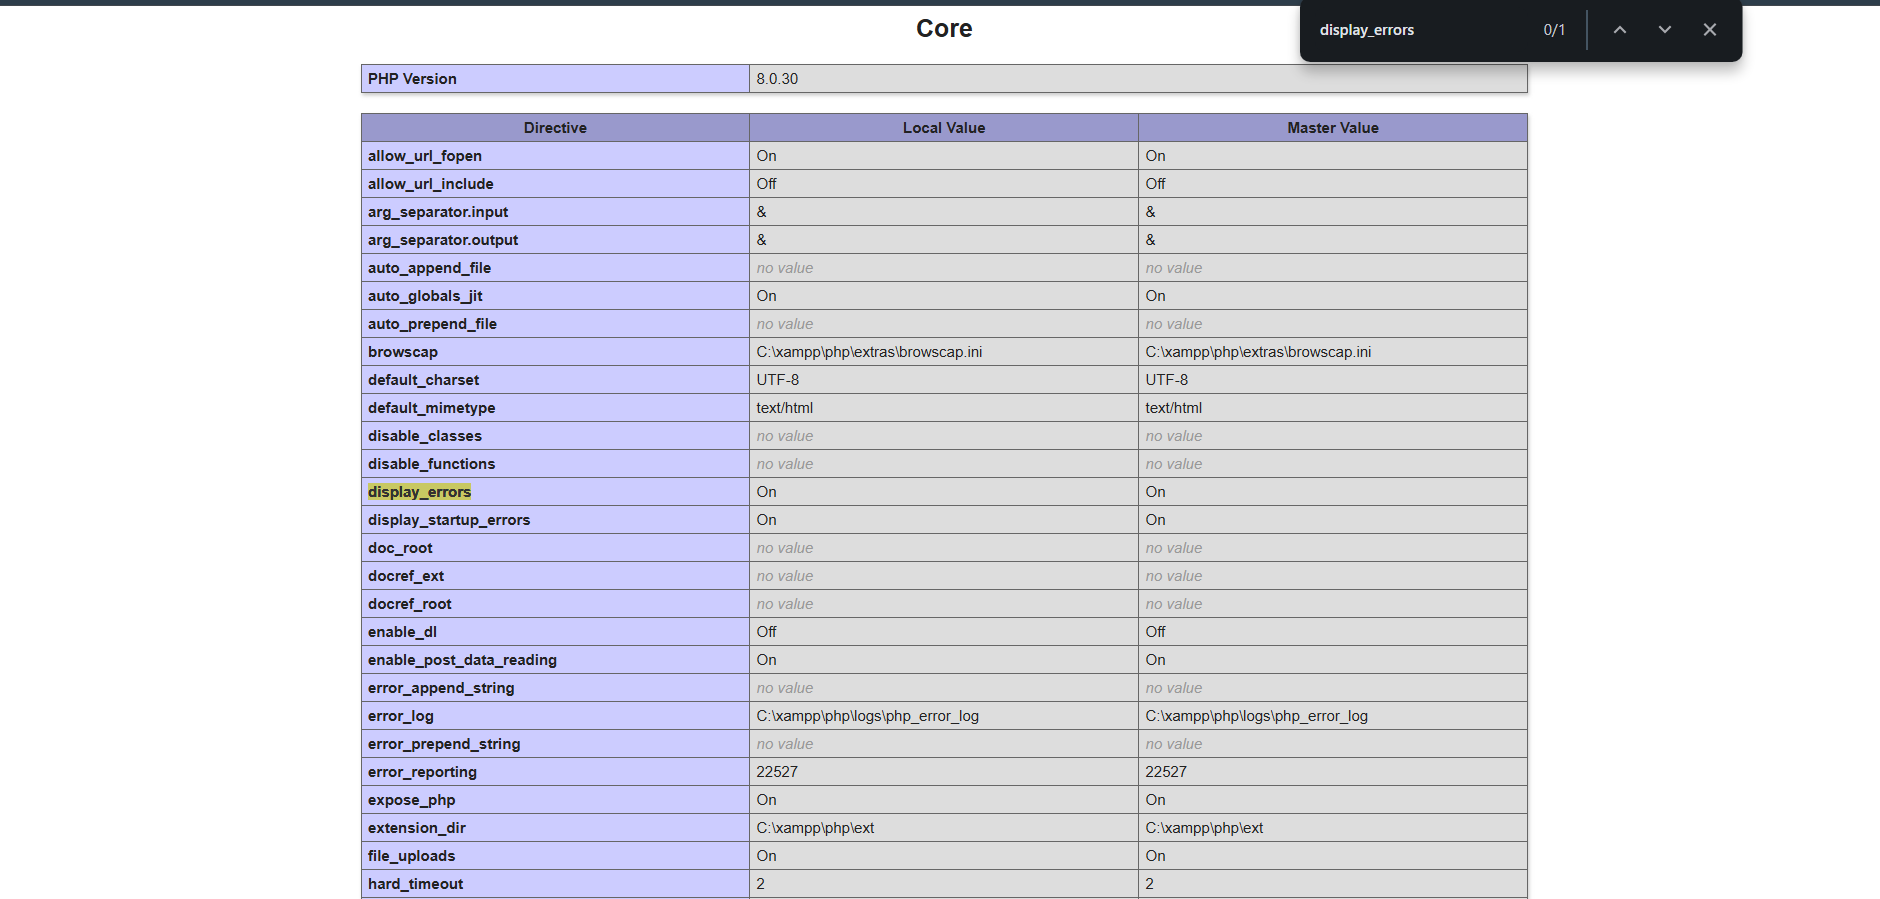 Core
display_errors 0/1
PHP Version 8.0.30
Directive Local Value Master Value
allow_url_fopen On On
allow_url_include Off Off
arg_separator.input & &
arg_separator.output & &
auto_append_file no value no value
auto_globals_jit On On
auto_prepend_file no value no value
browscap C:\xampp\php\extras\browscap.ini C:\xampp\php\extras\browscap.ini
default_charset UTF-8 UTF-8
default_mimetype text/html text/html
disable_classes no value no value
disable_functions no value no value
display_errors On On
display_startup_errors On On
doc_root no value no value
docref_ext no value no value
docref_root no value no value
enable_dl Off Off
enable_post_data_reading On On
error_append_string no value no value
error_log C:\xampp\php\logs\php_error_log C:\xampp\php\logs\php_error_log
error_prepend_string no value no value
error_reporting 22527 22527
expose_php On On
extension_dir C:\xampp\php\ext C:\xampp\php\ext
file_uploads On On
hard_timeout 2 2